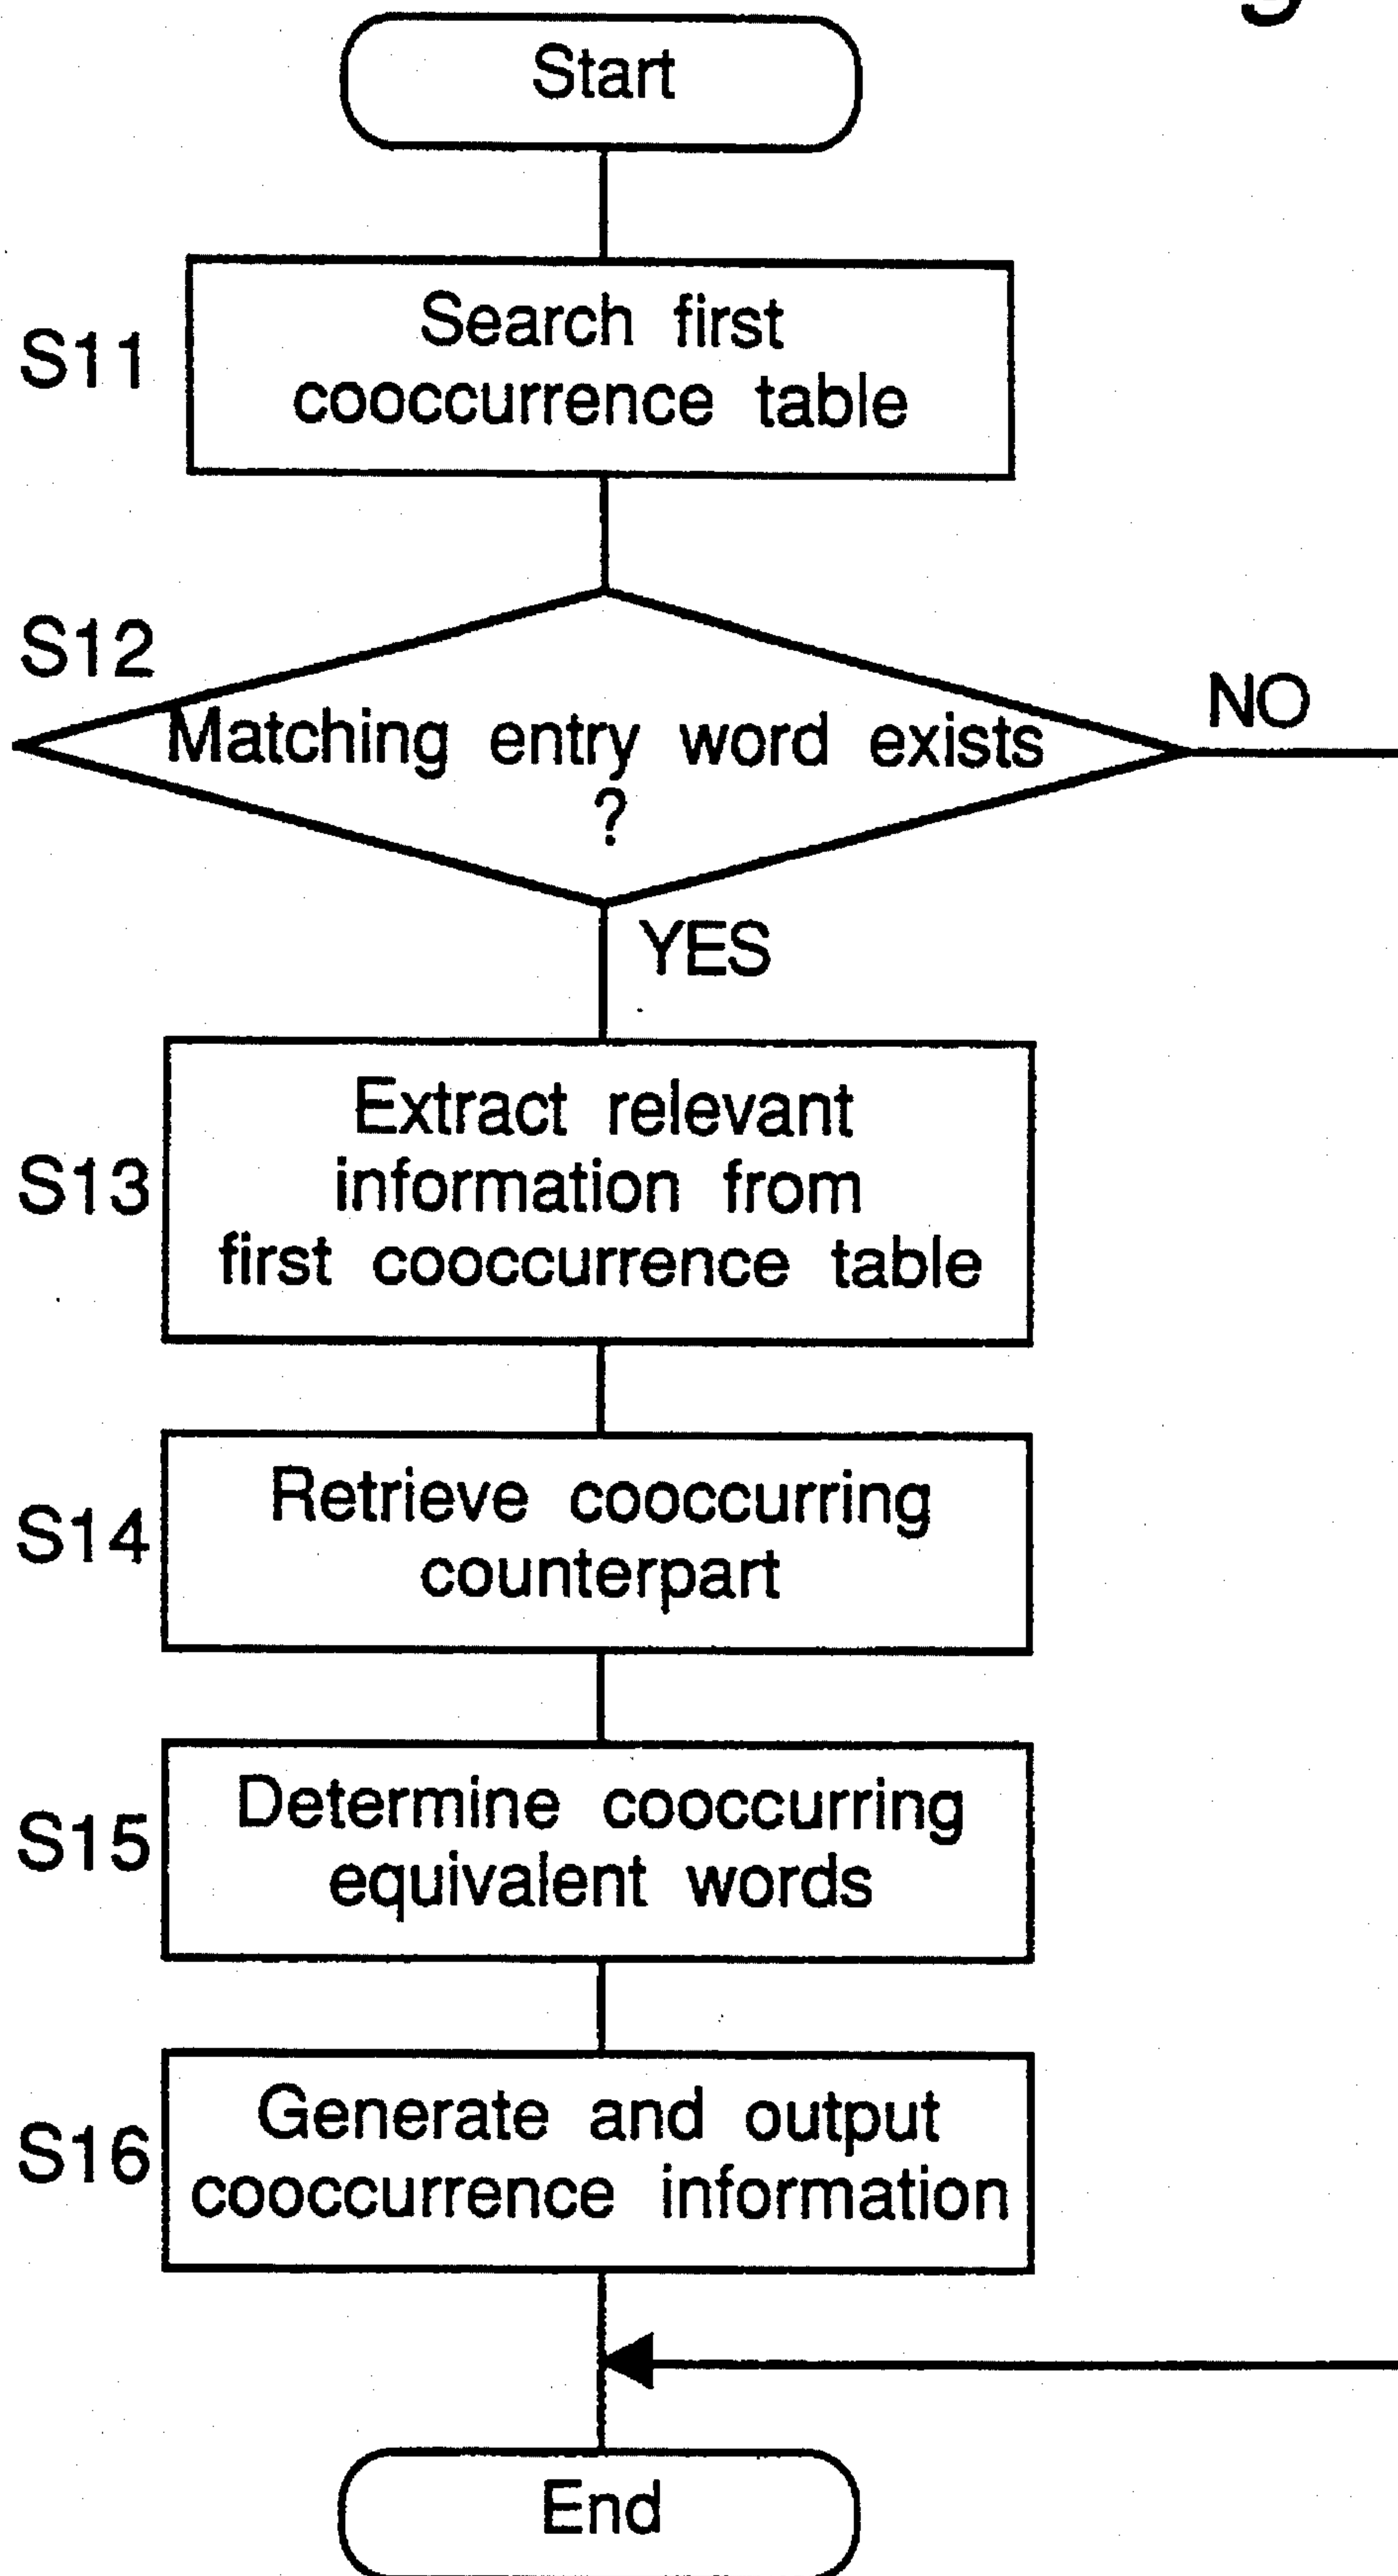 Start
S11
Search first
cooccurrence table
S12
Matching entry word exists
?
NO
YES
S13
Extract relevant
information from
first cooccurrence table
S14
Retrieve cooccurring
counterpart
S15
Determine cooccurring
equivalent words
S16
Generate and output
cooccurrence information
End